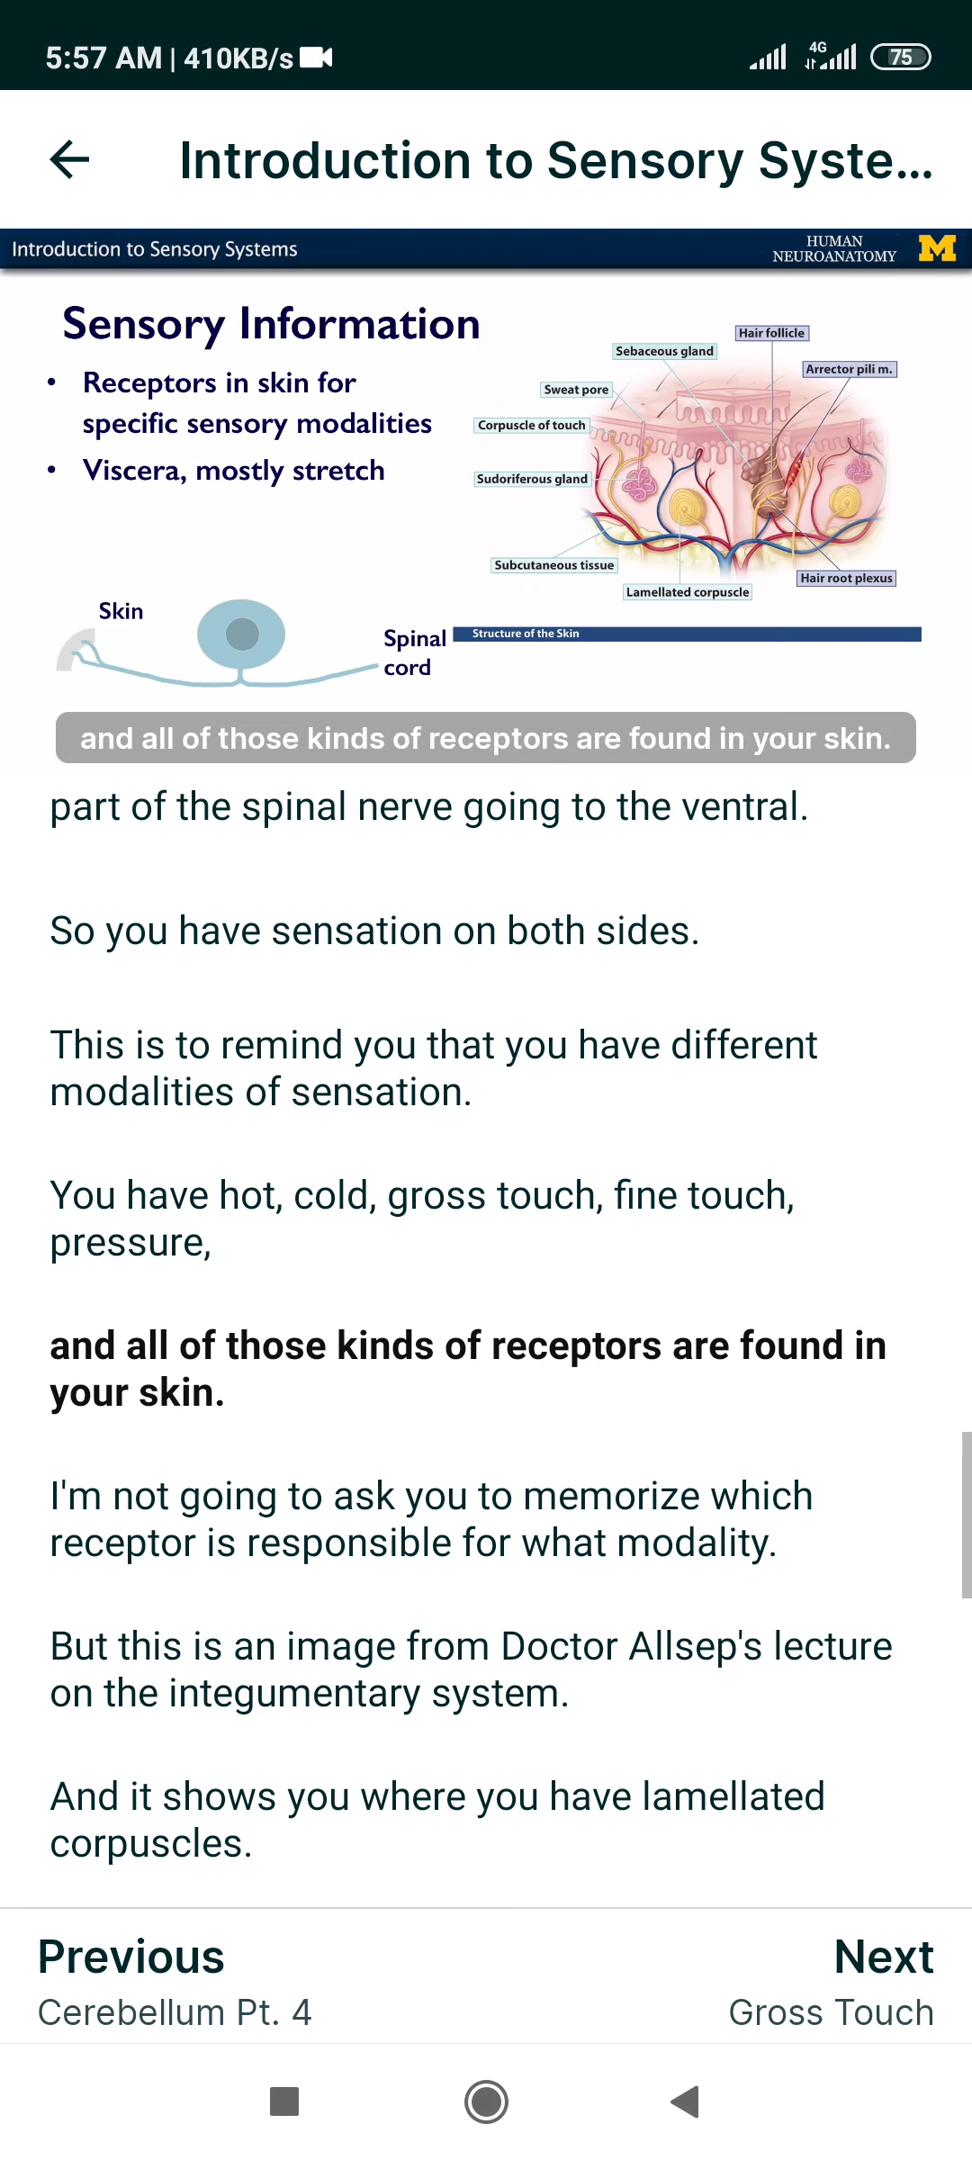 5:57 AM | 410KB/s
4G
75
Introduction to Sensory Syste...
Introduction to Sensory Systems
HUMAN
NEUROANATOMY
M
Sensory Information
• Receptors in skin for
specific sensory modalities
• Viscera, mostly stretch
Hair follicle
Sebaceous gland
Arrector pili m.
Sweat pore
Corpuscle of touch
Sudoriferous gland
Subcutaneous tissue
Hair root plexus
Lamellated corpuscle
Structure of the Skin
Skin
Spinal
cord
and all of those kinds of receptors are found in your skin.
part of the spinal nerve going to the ventral.
So you have sensation on both sides.
This is to remind you that you have different
modalities of sensation.
You have hot, cold, gross touch, fine touch,
pressure,
and all of those kinds of receptors are found in
your skin.
I'm not going to ask you to memorize which
receptor is responsible for what modality.
But this is an image from Doctor Allsep's lecture
on the integumentary system.
And it shows you where you have lamellated
corpuscles.
Previous
Cerebellum Pt. 4
Next
Gross Touch